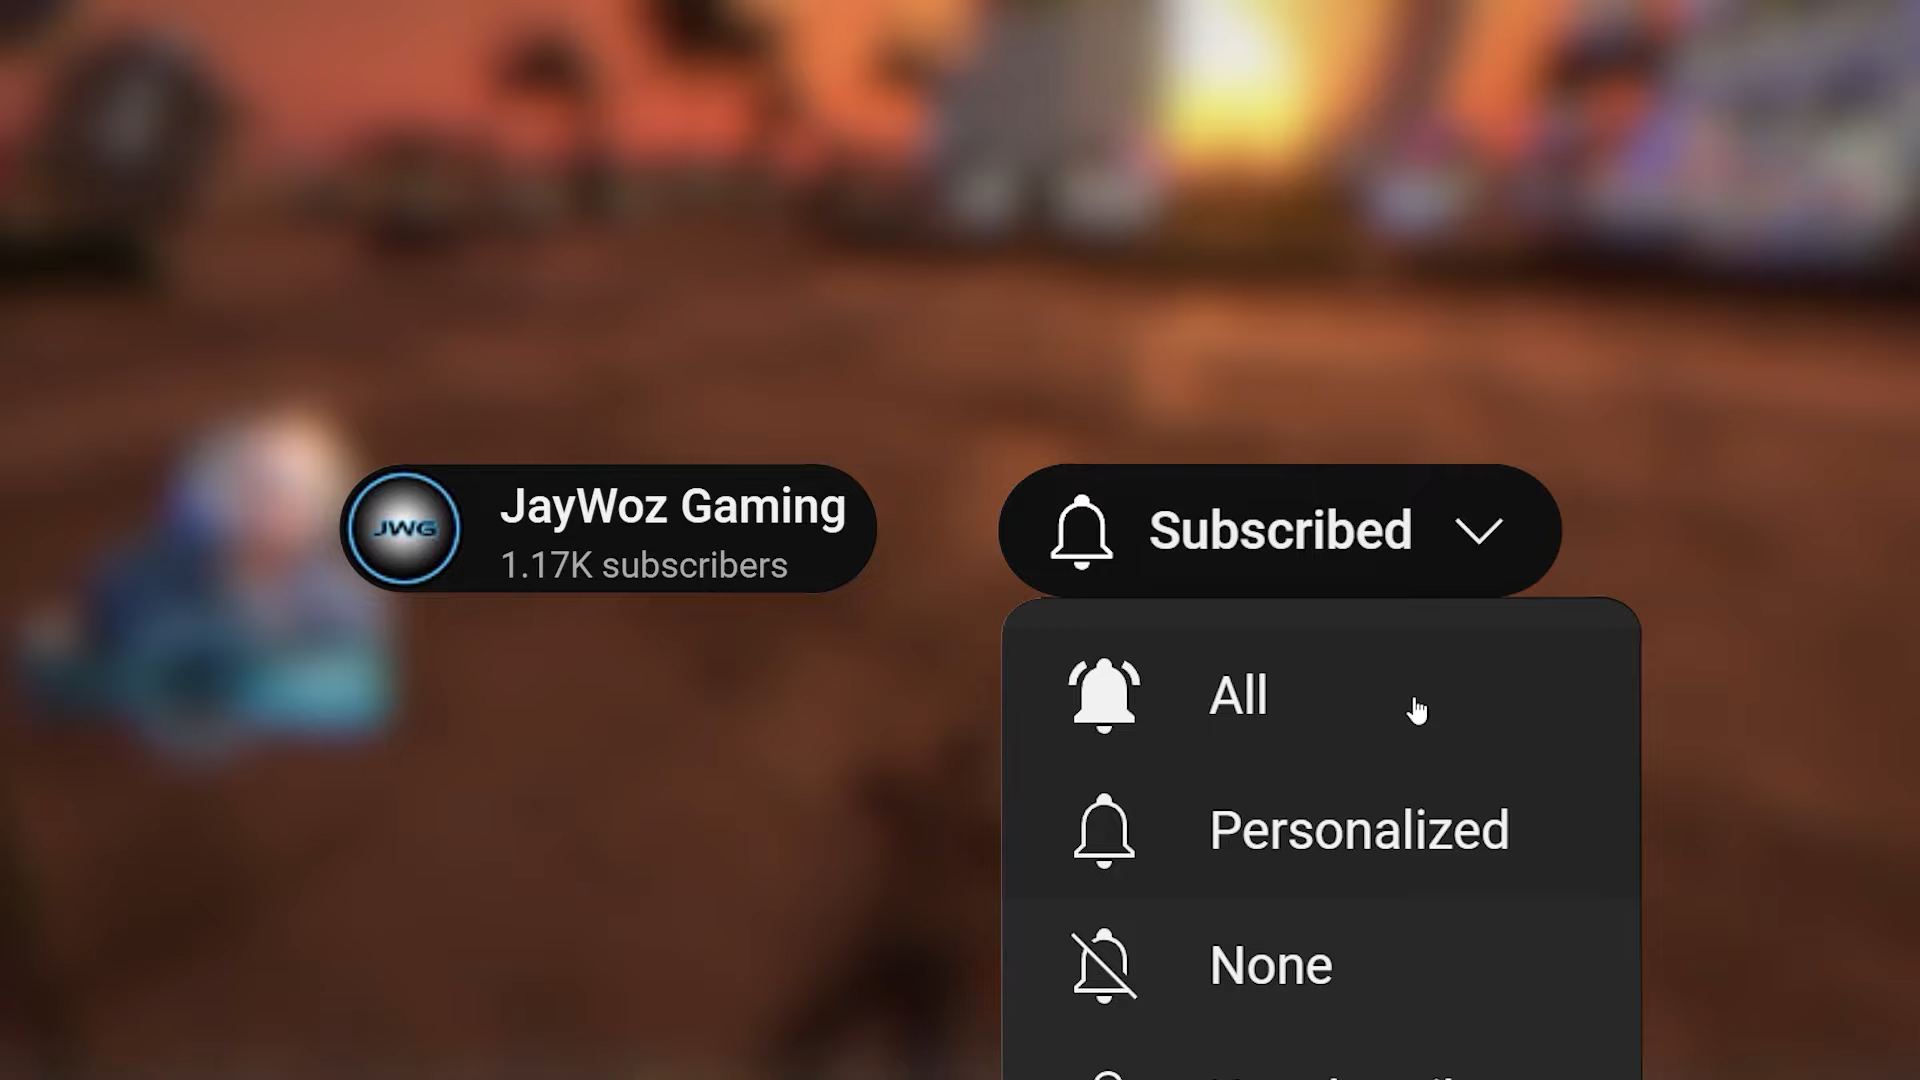 JWG
JayWoz Gaming
1.17K subscribers
Subscribed
All
Personalized
None